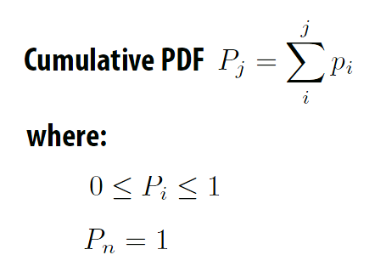 Cumulative PDF $P_j = \sum_{i}^{j} p_i$
where:
$0 \leq P_i \leq 1$
$P_n = 1$